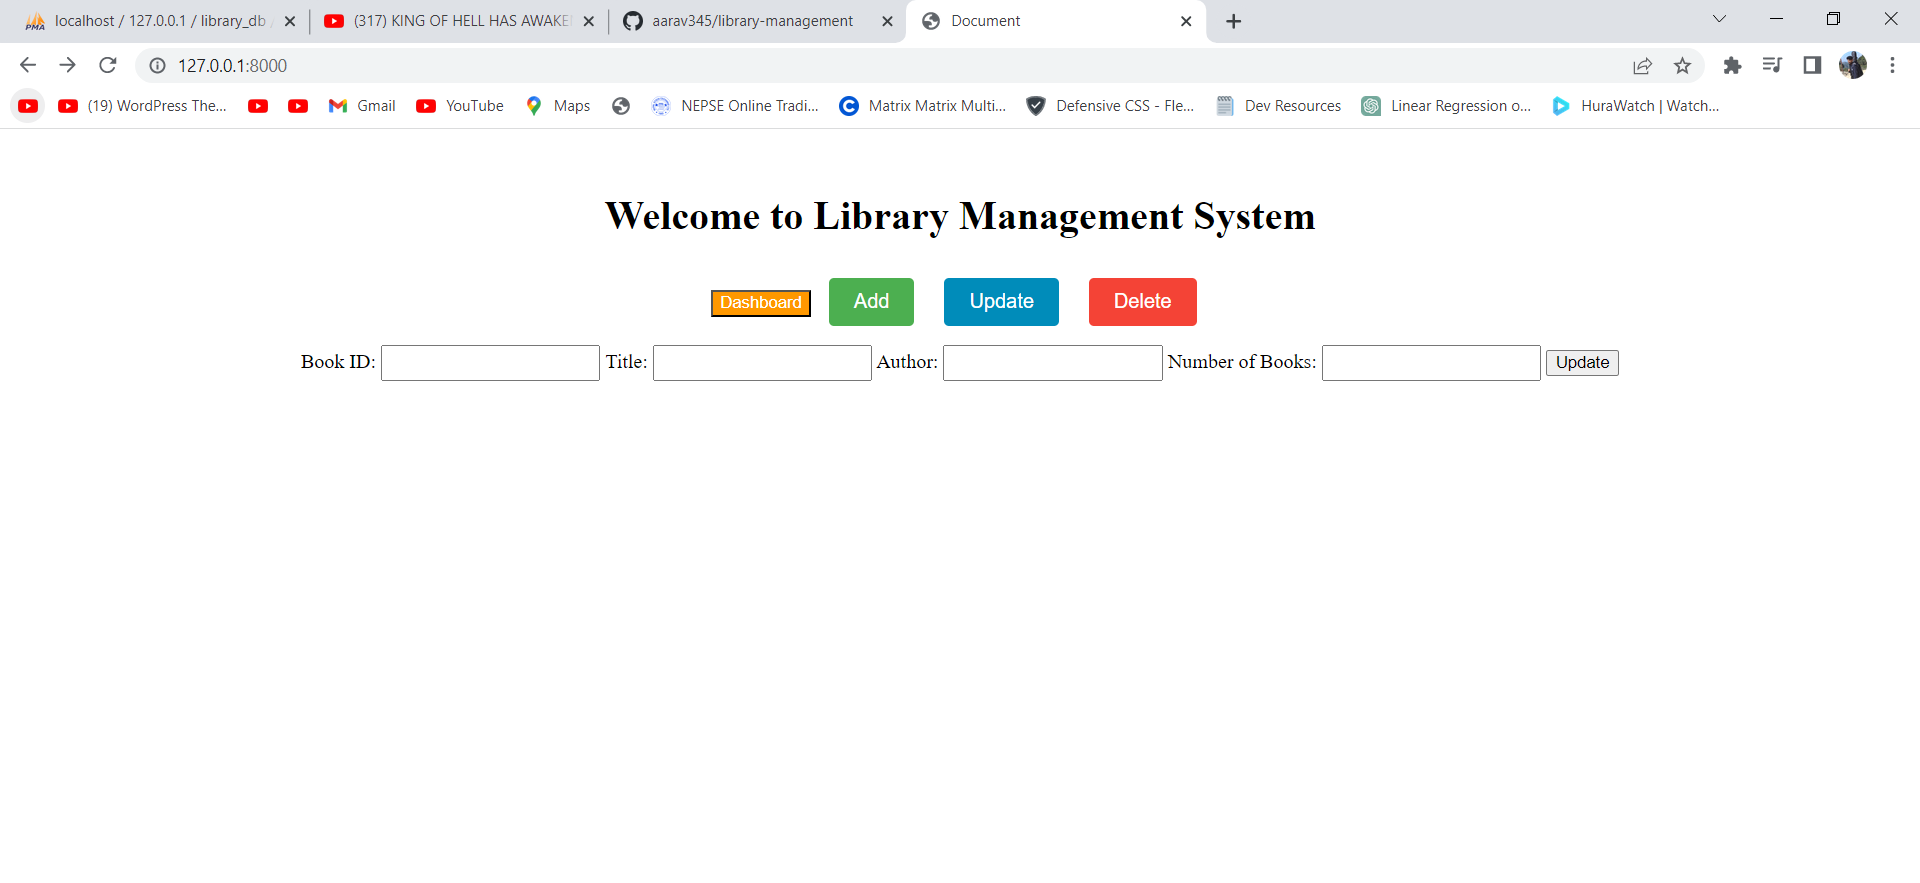 PMA localhost / 127.0.0.1 / library_db / (317) KING OF HELL HAS AWAKE aarav345/library-management Document
127.0.0.1:8000
(19) WordPress The... Gmail YouTube Maps NEPSE Online Tradi... Matrix Matrix Multi... Defensive CSS - Fle... Dev Resources Linear Regression o... HuraWatch | Watch...
Welcome to Library Management System
Dashboard Add Update Delete
Book ID: Title: Author: Number of Books: Update